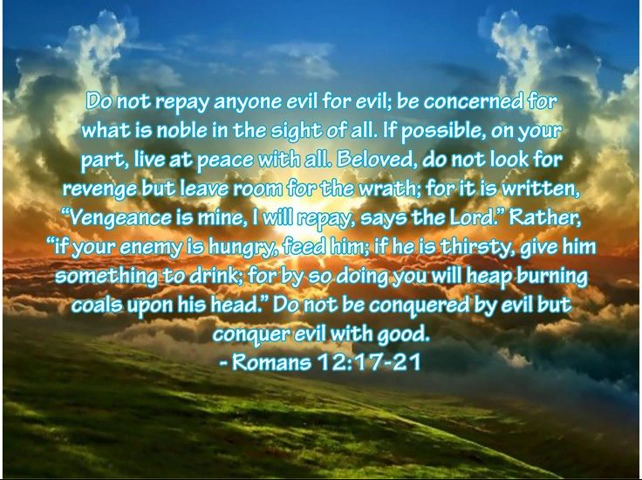 Do not repay anyone evil for evil; be concerned for
what is noble in the sight of all. If possible, on your
part, live at peace with all. Beloved, do not look for
revenge but leave room for the wrath; for it is written,
“Vengeance is mine, I will repay, says the Lord.” Rather,
“if your enemy is hungry, feed him; if he is thirsty, give him
something to drink; for by so doing you will heap burning
coals upon his head.” Do not be conquered by evil but
conquer evil with good.
- Romans 12:17-21